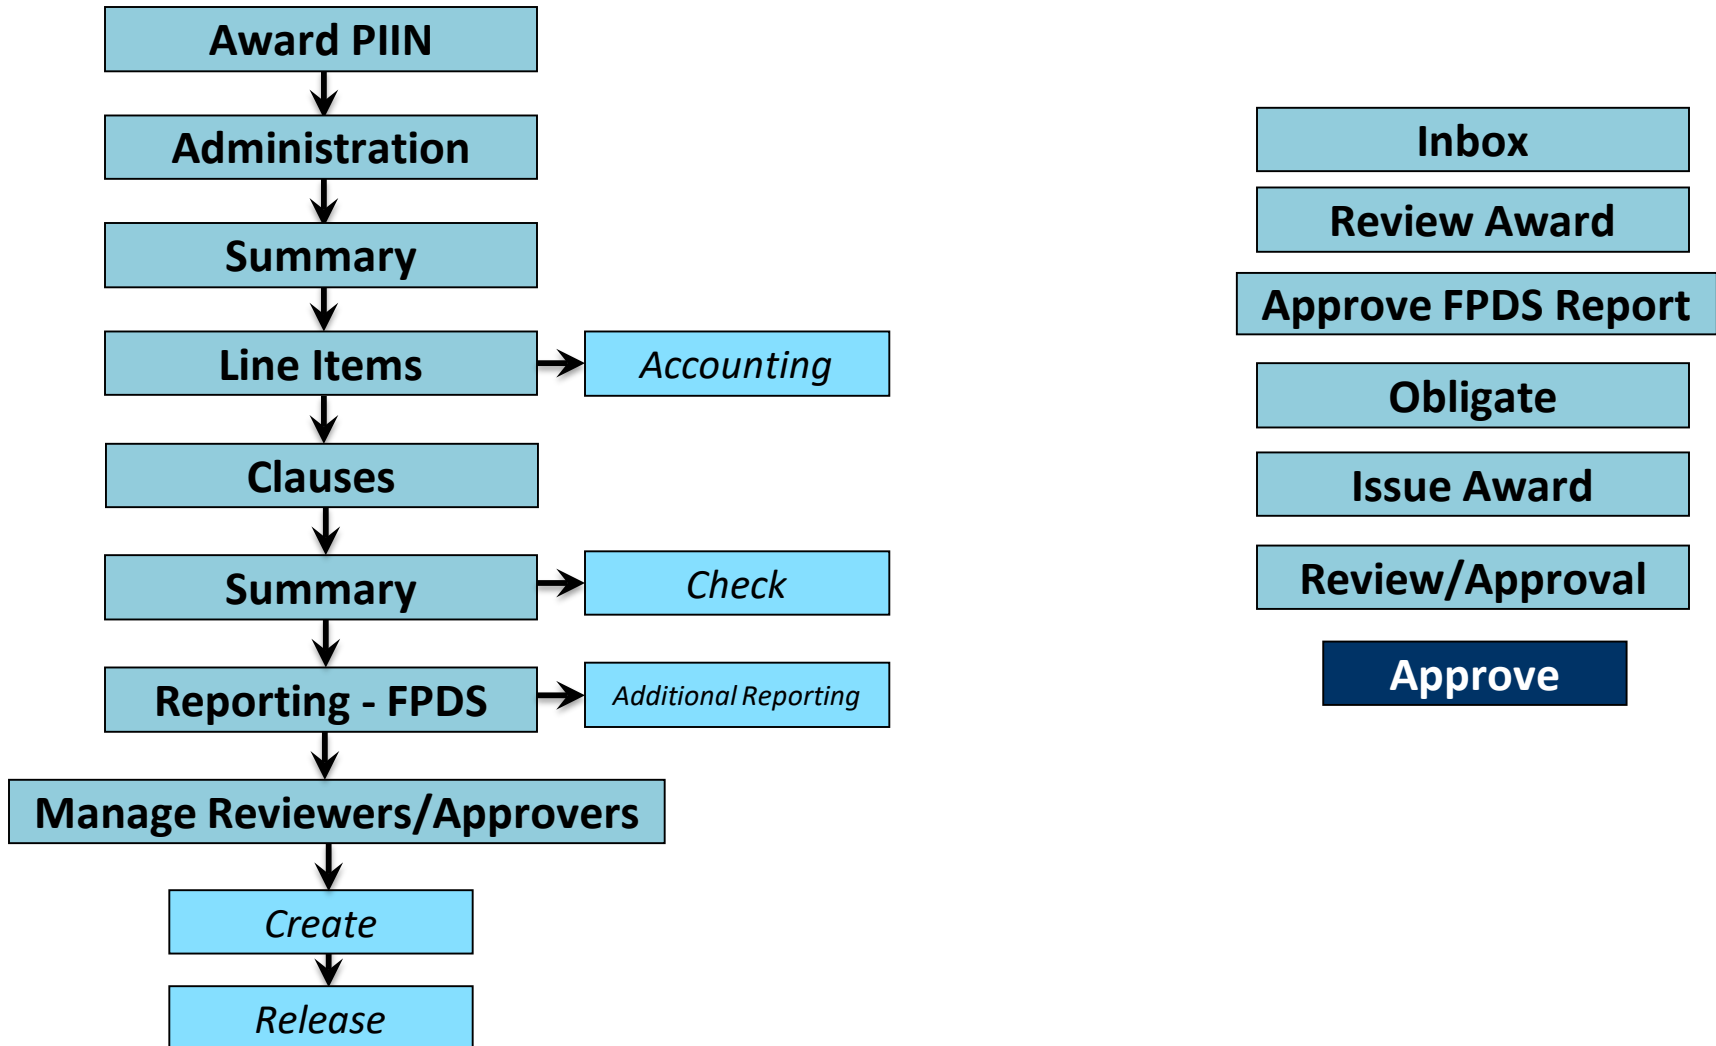 Award PIIN
Administration
Summary
Line Items
Accounting
Clauses
Summary
Check
Reporting - FPDS
Additional Reporting
Manage Reviewers/Approvers
Create
Release
Inbox
Review Award
Approve FPDS Report
Obligate
Issue Award
Review/Approval
Approve